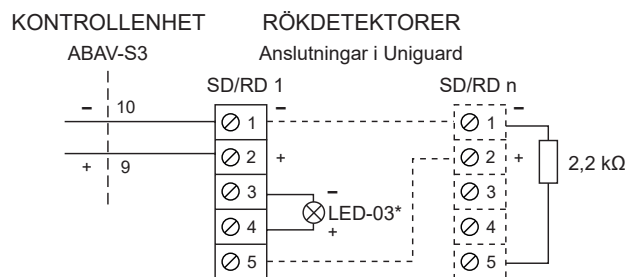 KONTROLLENHET
RÖKDETEKTORER
ABAV-S3
Anslutningar i Uniguard
SD/RD 1
SD/RD n
– 10
+ 9
1 –
2 +
3 –
LED-03*
4 +
5
1 –
2 +
3
4
5
2,2 kΩ